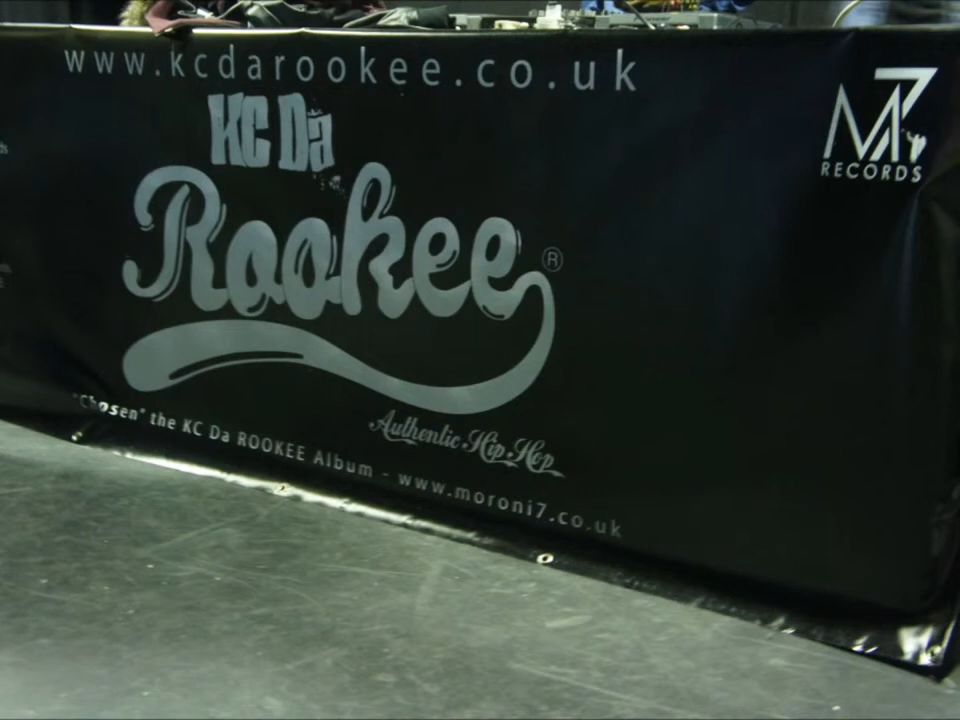 www.kcdarookee.co.uk
KC Da
Rookee
®
Authentic Hip Hop
"Chosen" the KC Da ROOKEE Album - www.moroni7.co.uk
M7
RECORDS